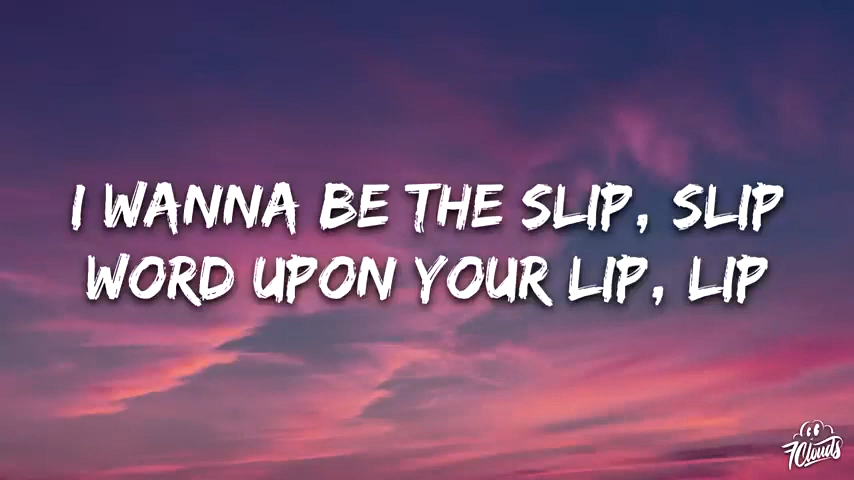 I WANNA BE THE SLIP, SLIP
WORD UPON YOUR LIP, LIP
7Clouds